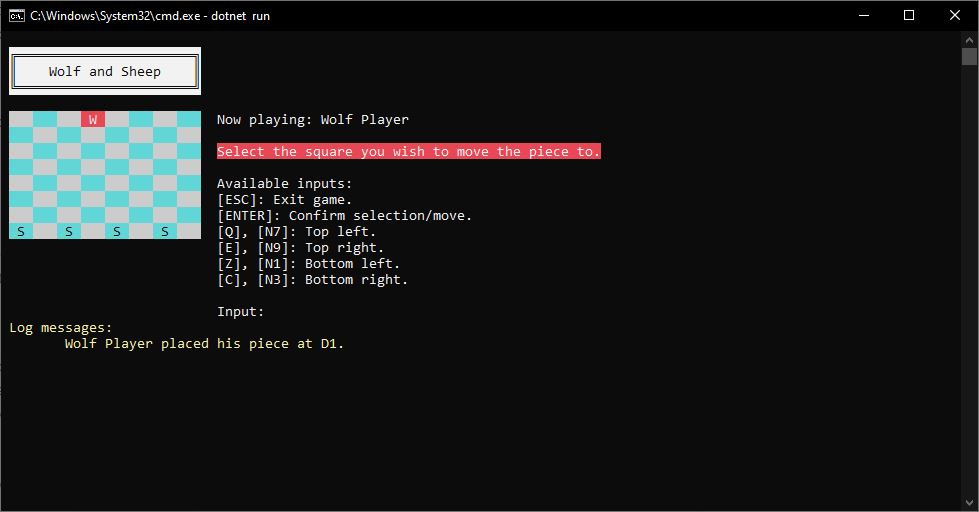 C:\Windows\System32\cmd.exe - dotnet  run
Wolf and Sheep
W
Now playing: Wolf Player
Select the square you wish to move the piece to.
Available inputs:
[ESC]: Exit game.
[ENTER]: Confirm selection/move.
[Q], [N7]: Top left.
S S S S
[E], [N9]: Top right.
[Z], [N1]: Bottom left.
[C], [N3]: Bottom right.
Input:
Log messages:
Wolf Player placed his piece at D1.